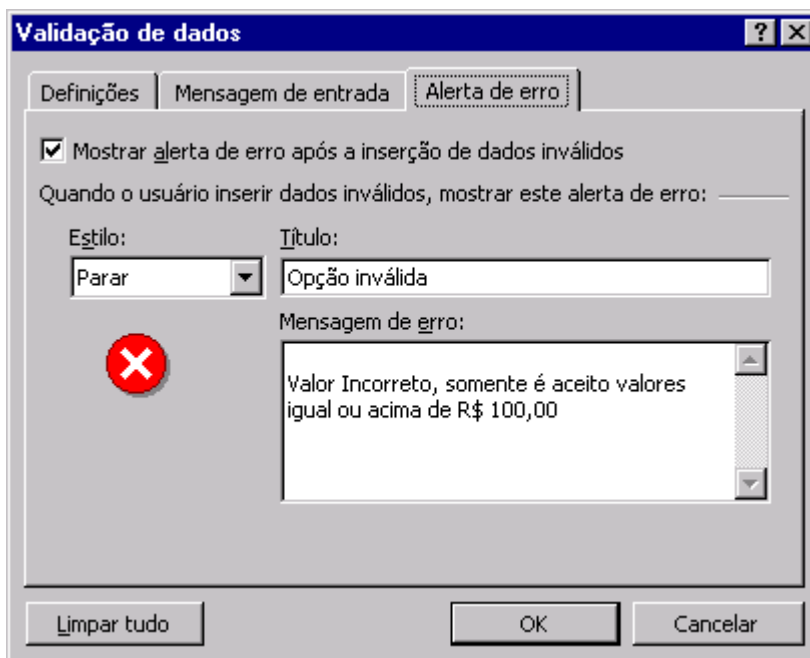 Validação de dados
Definições Mensagem de entrada Alerta de erro
Mostrar alerta de erro após a inserção de dados inválidos
Quando o usuário inserir dados inválidos, mostrar este alerta de erro:
Estilo: Título:
Parar Opção inválida
Mensagem de erro:
Valor Incorreto, somente é aceito valores
igual ou acima de R$ 100,00
Limpar tudo OK Cancelar